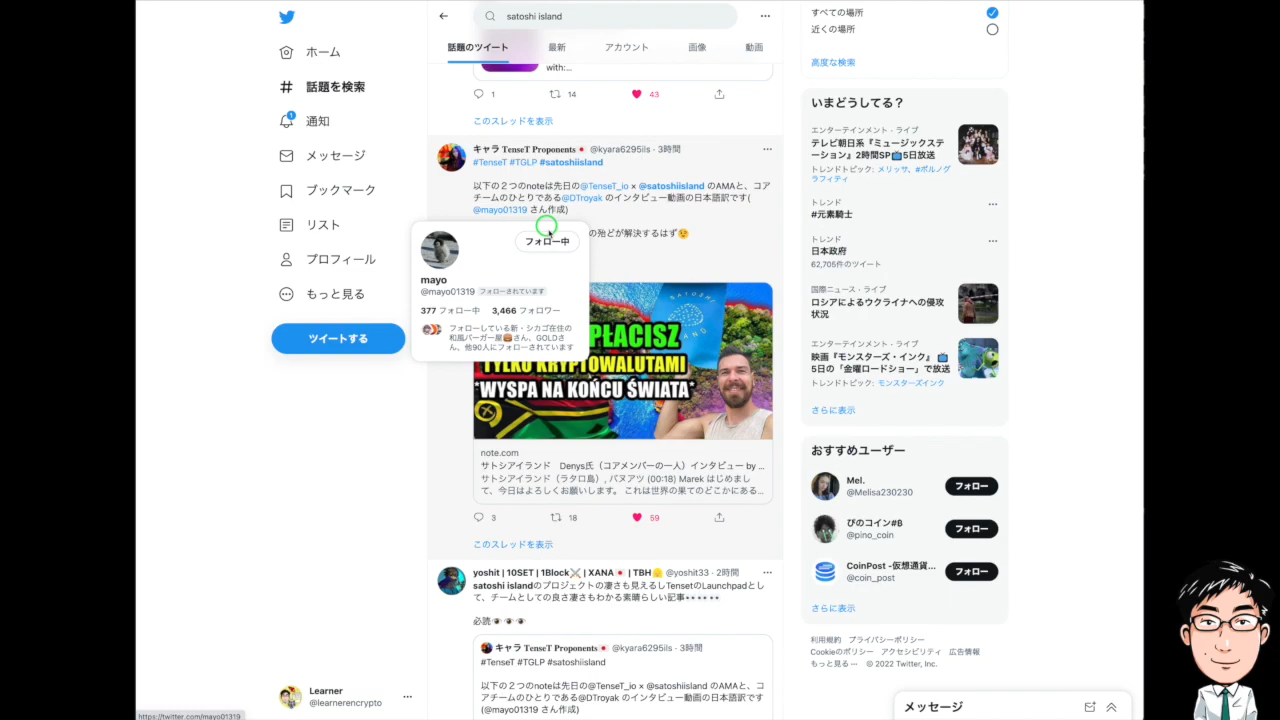 ホーム
話題を検索
1
通知
メッセージ
ブックマーク
リスト
プロフィール
もっと見る
ツイートする
Learner
@learnerencrypto
https://twitter.com/mayo01319
satoshi island
話題のツイート
最新
アカウント
画像
動画
with:...
1
14
43
このスレッドを表示
キャラ TenseT Proponents @kyara6295ils · 3時間
#TenseT #TGLP #satoshiisland
以下の２つのnoteは先日の@TenseT_io × @satoshiisland のAMAと、コア
チームのひとりである@DTroyak のインタビュー動画の日本語訳です(
@mayo01319 さん作成)
の殆どが解決するはず😉
フォロー中
mayo
@mayo01319 フォローされています
377 フォロー中 3,466 フォロワー
フォローしている新・シカゴ在住の
和風バーガー屋🍔さん、GOLDさ
ん、他90人にフォローされています
SATOSHI
ISLAND
PŁACISZ
TYLKO KRYPTOWALUTAMI
*WYSPA NA KOŃCU ŚWIATA*
note.com
サトシアイランド Denys氏（コアメンバーの一人）インタビュー by ...
サトシアイランド（ラタロ島）, バヌアツ (00:18) Marek はじめまし
て、今日はよろしくお願いします。 これは世界の果てのどこかにある...
3
18
59
このスレッドを表示
yoshit | 10SET | 1Block⚔️ | XANA🇯🇵 | TBH @yoshit33 · 2時間
satoshi islandのプロジェクトの凄さも見えるしTensetのLaunchpadとし
て、チームとしての良さ凄さもわかる素晴らしい記事👀👀👀
必読👁👁👁
キャラ TenseT Proponents @kyara6295ils · 3時間
#TenseT #TGLP #satoshiisland
以下の２つのnoteは先日の@TenseT_io × @satoshiisland のAMAと、コ
アチームのひとりである@DTroyak のインタビュー動画の日本語訳です
(@mayo01319 さん作成)
すべての場所
近くの場所
高度な検索
いまどうしてる？
エンターテインメント · ライブ
テレビ朝日系『ミュージックステ
ーション』2時間SP📺5日放送
トレンドトピック: メリッサ、#ポルノグ
ラフィティ
トレンド
#元素騎士
トレンド
日本政府
62,705件のツイート
国際ニュース · ライブ
ロシアによるウクライナへの侵攻
状況
エンターテインメント · ライブ
映画『モンスターズ・インク』 📺
5日の「金曜ロードショー」で放送
トレンドトピック: モンスターズインク
さらに表示
おすすめユーザー
Mel.
@Melisa230230
フォロー
ぴのコイン#B
@pino_coin
フォロー
CoinPost -仮想通貨...
@coin_post
フォロー
さらに表示
利用規約 プライバシーポリシー
Cookieのポリシー アクセシビリティ 広告情報
もっと見る··· © 2022 Twitter, Inc.
メッセージ